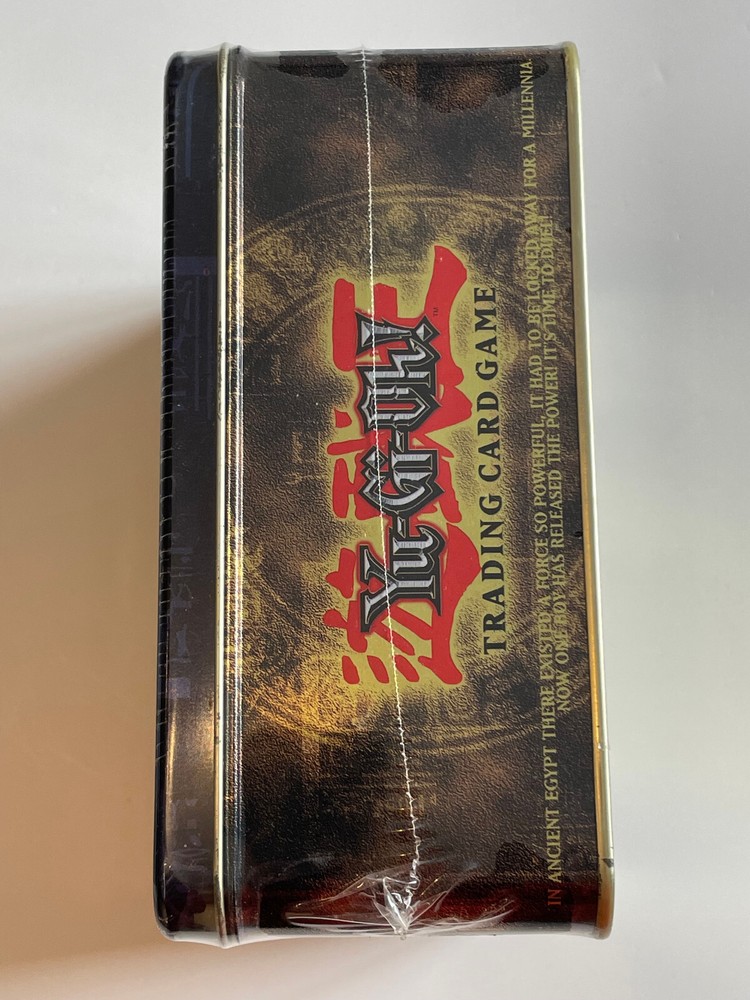 Yu-Gi-Oh!
™
TRADING CARD GAME
IN ANCIENT EGYPT THERE EXISTED A FORCE SO POWERFUL, IT HAD TO BE LOCKED AWAY FOR A MILLENNIA.
NOW ONE BOY HAS RELEASED THE POWER! IT'S TIME TO DUEL!!